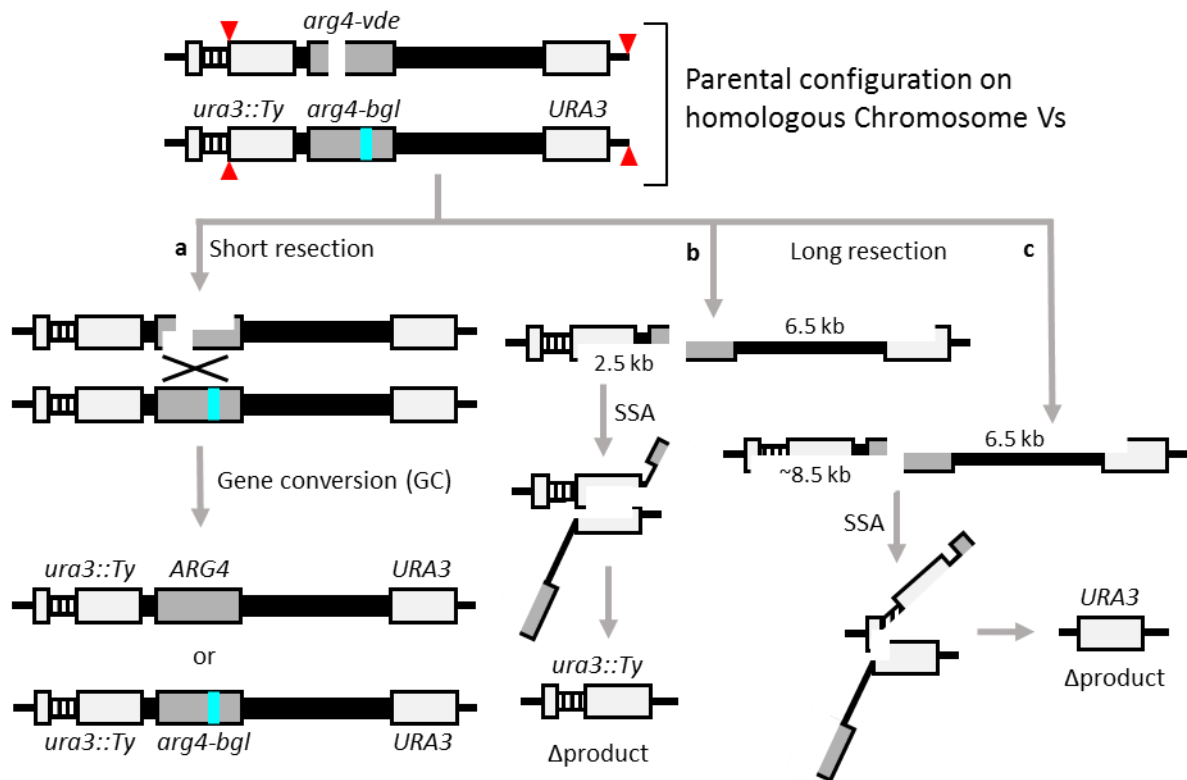 arg4-vde
ura3::Ty arg4-bgl URA3
Parental configuration on
homologous Chromosome Vs
a Short resection
b Long resection c
2.5 kb
6.5 kb
SSA
6.5 kb
~8.5 kb
SSA
Gene conversion (GC)
ura3::Ty ARG4 URA3
or
ura3::Ty arg4-bgl URA3
ura3::Ty
Δproduct
URA3
Δproduct